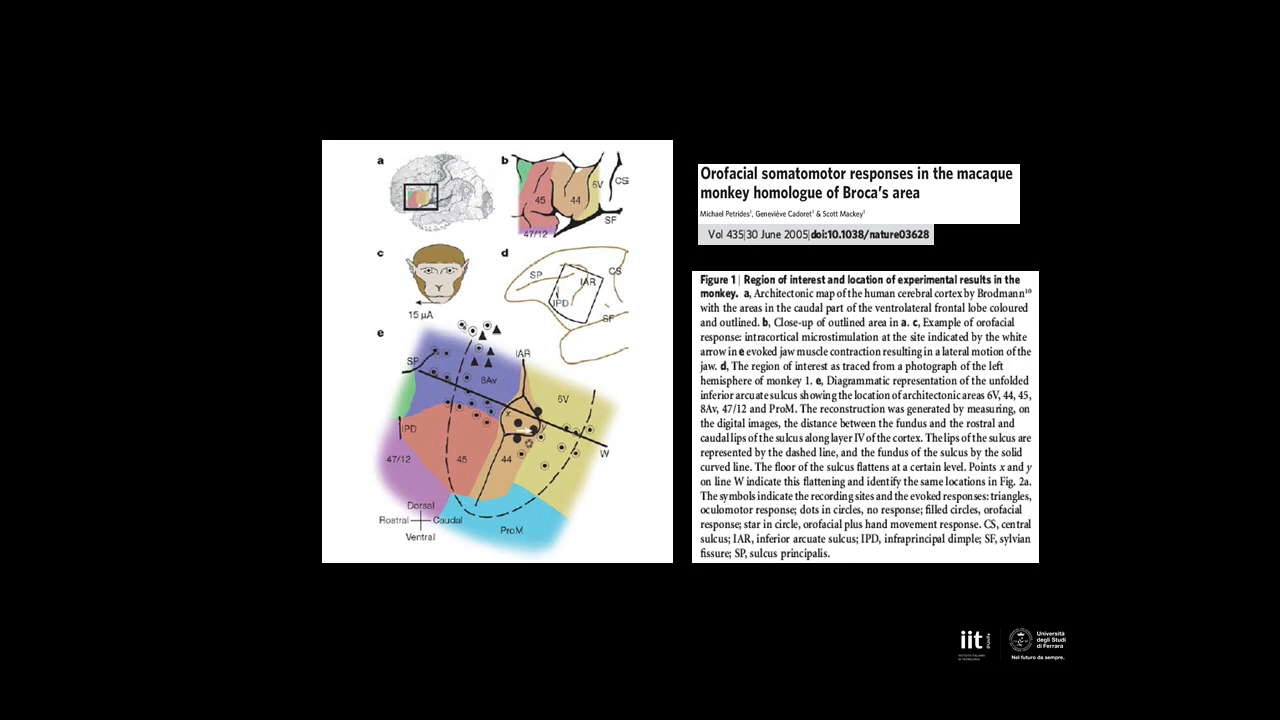 a
b
CS
6V
45
44
SF
47/12
c
15 µA
d
SP
CS
IAR
IPD
SF
e
SP
IAR
8Av
6V
x
y
IPD
W
47/12
45
44
Dorsal
Rostral
Caudal
Ventral
ProM
Orofacial somatomotor responses in the macaque
monkey homologue of Broca's area
Michael Petrides¹, Geneviève Cadoret¹ & Scott Mackey¹
Vol 435|30 June 2005|doi:10.1038/nature03628
Figure 1 | Region of interest and location of experimental results in the
monkey. a, Architectonic map of the human cerebral cortex by Brodmann¹⁰
with the areas in the caudal part of the ventrolateral frontal lobe coloured
and outlined. b, Close-up of outlined area in a. c, Example of orofacial
response: intracortical microstimulation at the site indicated by the white
arrow in e evoked jaw muscle contraction resulting in a lateral motion of the
jaw. d, The region of interest as traced from a photograph of the left
hemisphere of monkey 1. e, Diagrammatic representation of the unfolded
inferior arcuate sulcus showing the location of architectonic areas 6V, 44, 45,
8Av, 47/12 and ProM. The reconstruction was generated by measuring, on
the digital images, the distance between the fundus and the rostral and
caudal lips of the sulcus along layer IV of the cortex. The lips of the sulcus are
represented by the dashed line, and the fundus of the sulcus by the solid
curved line. The floor of the sulcus flattens at a certain level. Points x and y
on line W indicate this flattening and identify the same locations in Fig. 2a.
The symbols indicate the recording sites and the evoked responses: triangles,
oculomotor response; dots in circles, no response; filled circles, orofacial
response; star in circle, orofacial plus hand movement response. CS, central
sulcus; IAR, inferior arcuate sulcus; IPD, infraprincipal dimple; SF, sylvian
fissure; SP, sulcus principalis.
iit
Università
degli Studi
di Ferrara
Nel futuro da sempre.